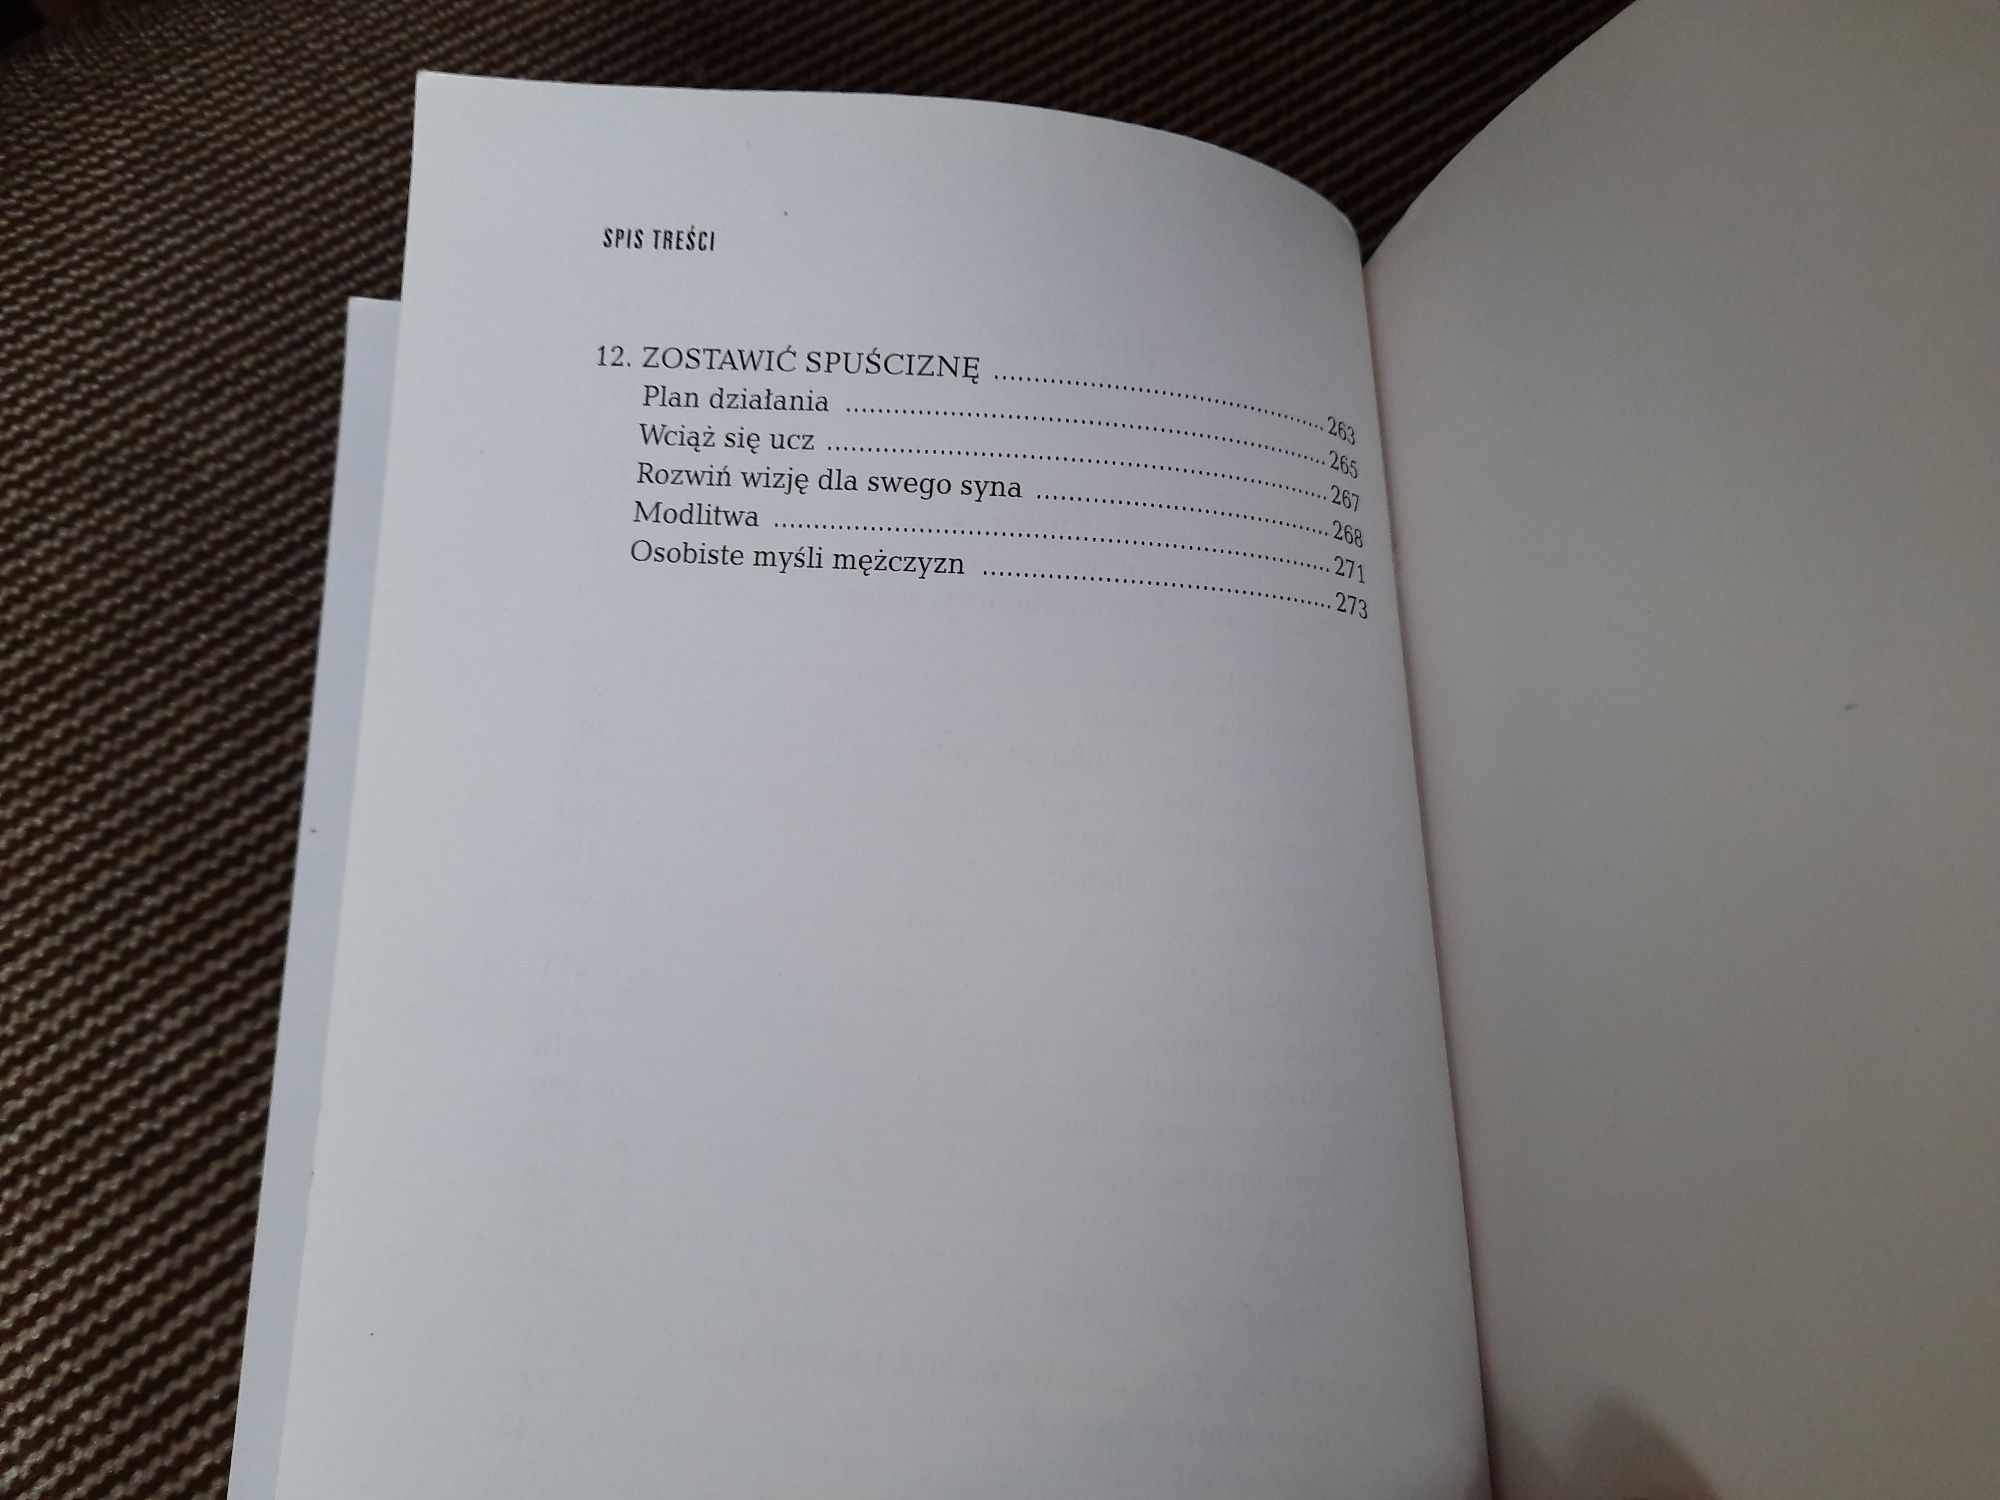 SPIS TREŚCI
12. ZOSTAWIĆ SPUŚCIZNĘ ........................................ 263
Plan działania ........................................ 265
Wciąż się ucz ........................................ 267
Rozwiń wizję dla swego syna ........................................ 268
Modlitwa ........................................ 271
Osobiste myśli mężczyzn ........................................ 273